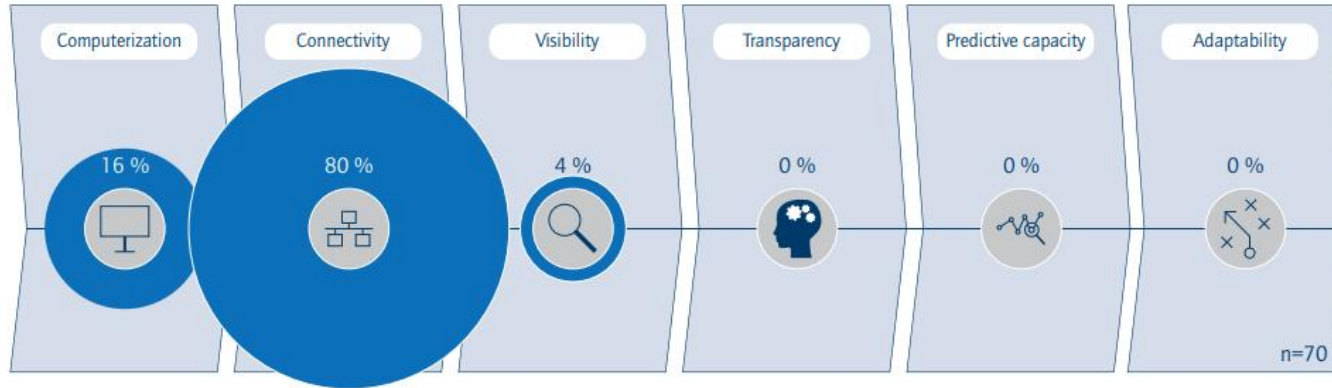 Computerization
Connectivity
Visibility
Transparency
Predictive capacity
Adaptability
16 %
80 %
4 %
0 %
0 %
0 %
n=70